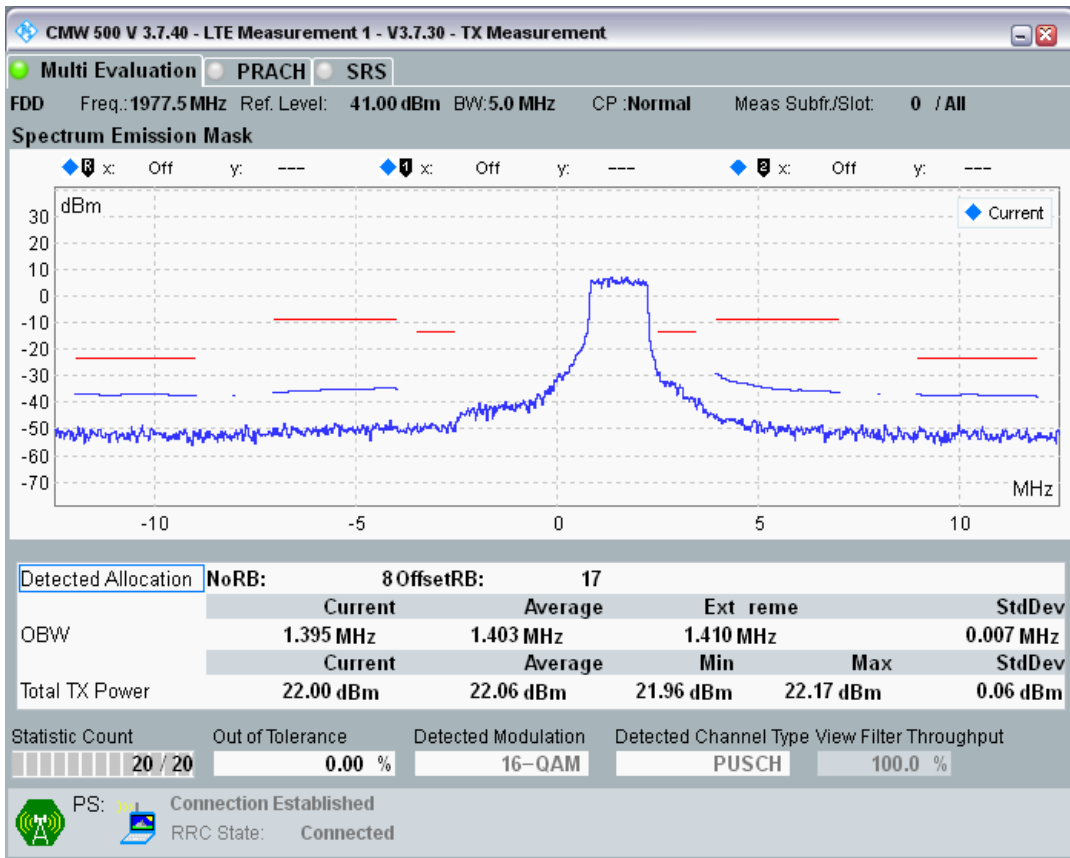 CMW 500 V 3.7.40 - LTE Measurement 1 - V3.7.30 - TX Measurement
Multi Evaluation PRACH SRS
FDD Freq.:1977.5 MHz Ref. Level: 41.00 dBm BW:5.0 MHz CP :Normal Meas Subfr./Slot: 0 / All
Spectrum Emission Mask
R x: Off y: --- 1 x: Off y: --- 2 x: Off y: ---
dBm
Current
30
20
10
0
-10
-20
-30
-40
-50
-60
-70
MHz
-10 -5 0 5 10
Detected Allocation NoRB: 8 OffsetRB: 17
Current Average Ext reme StdDev
OBW 1.395 MHz 1.403 MHz 1.410 MHz 0.007 MHz
Current Average Min Max StdDev
Total TX Power 22.00 dBm 22.06 dBm 21.96 dBm 22.17 dBm 0.06 dBm
Statistic Count Out of Tolerance Detected Modulation Detected Channel Type View Filter Throughput
20 / 20 0.00 % 16-QAM PUSCH 100.0 %
PS: Connection Established
RRC State: Connected